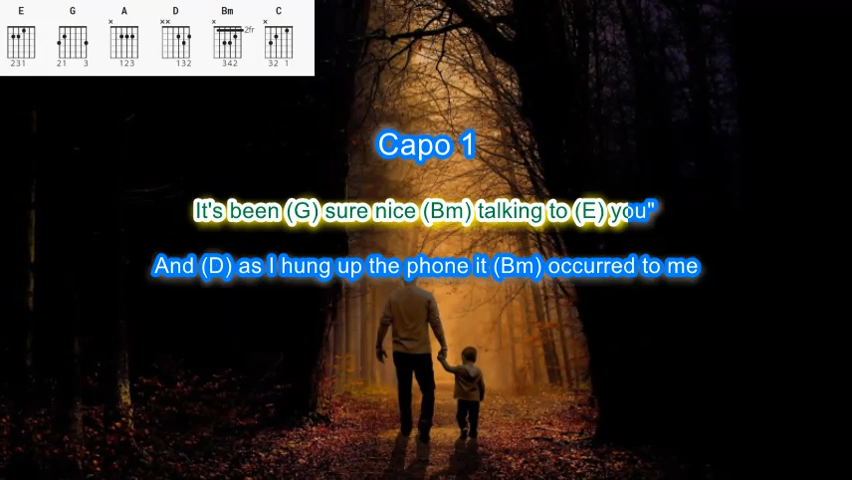 E G A D Bm C
x xx x x
2fr
231 21 3 123 132 342 32 1
Capo 1
It's been (G) sure nice (Bm) talking to (E) you"
And (D) as I hung up the phone it (Bm) occurred to me